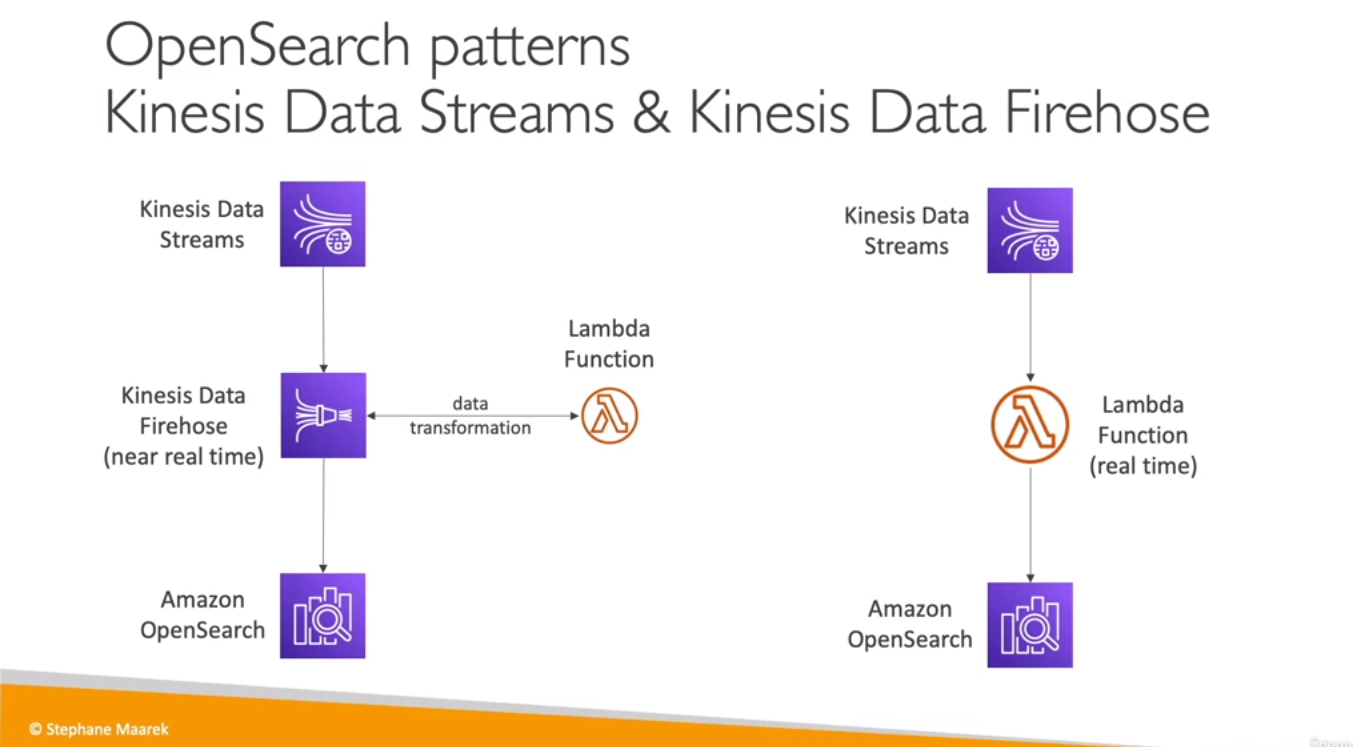 OpenSearch patterns
Kinesis Data Streams & Kinesis Data Firehose
Kinesis Data
Streams
Kinesis Data
Firehose
(near real time)
data
transformation
Lambda
Function
Amazon
OpenSearch
Kinesis Data
Streams
Lambda
Function
(real time)
Amazon
OpenSearch
© Stephane Maarek